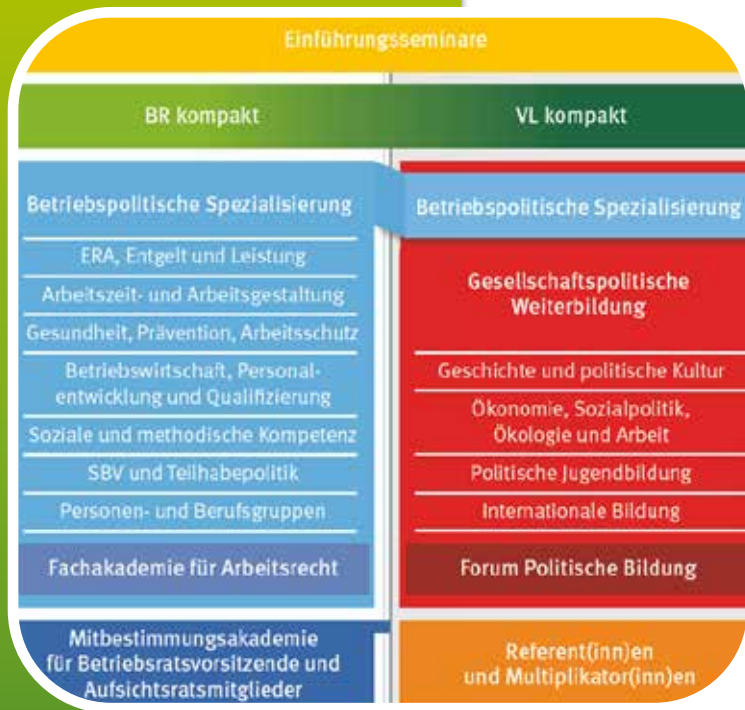 Einführungsseminare
BR kompakt
VL kompakt
Betriebspolitische Spezialisierung
ERA, Entgelt und Leistung
Arbeitszeit- und Arbeitsgestaltung
Gesundheit, Prävention, Arbeitsschutz
Betriebswirtschaft, Personal-
entwicklung und Qualifizierung
Soziale und methodische Kompetenz
SBV und Teilhabepolitik
Personen- und Berufsgruppen
Fachakademie für Arbeitsrecht
Mitbestimmungsakademie
für Betriebsratsvorsitzende und
Aufsichtsratsmitglieder
Betriebspolitische Spezialisierung
Gesellschaftspolitische
Weiterbildung
Geschichte und politische Kultur
Ökonomie, Sozialpolitik,
Ökologie und Arbeit
Politische Jugendbildung
Internationale Bildung
Forum Politische Bildung
Referent(inn)en
und Multiplikator(inn)en